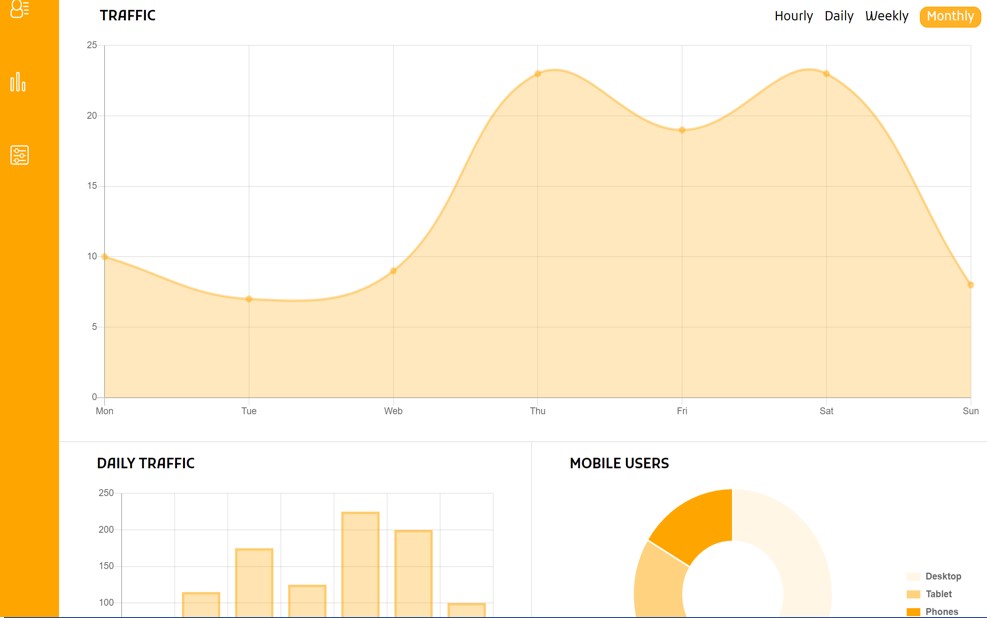 TRAFFIC
Hourly Daily Weekly Monthly
25
20
15
10
5
0
Mon Tue Web Thu Fri Sat Sun
DAILY TRAFFIC
250
200
150
100
MOBILE USERS
Desktop
Tablet
Phones